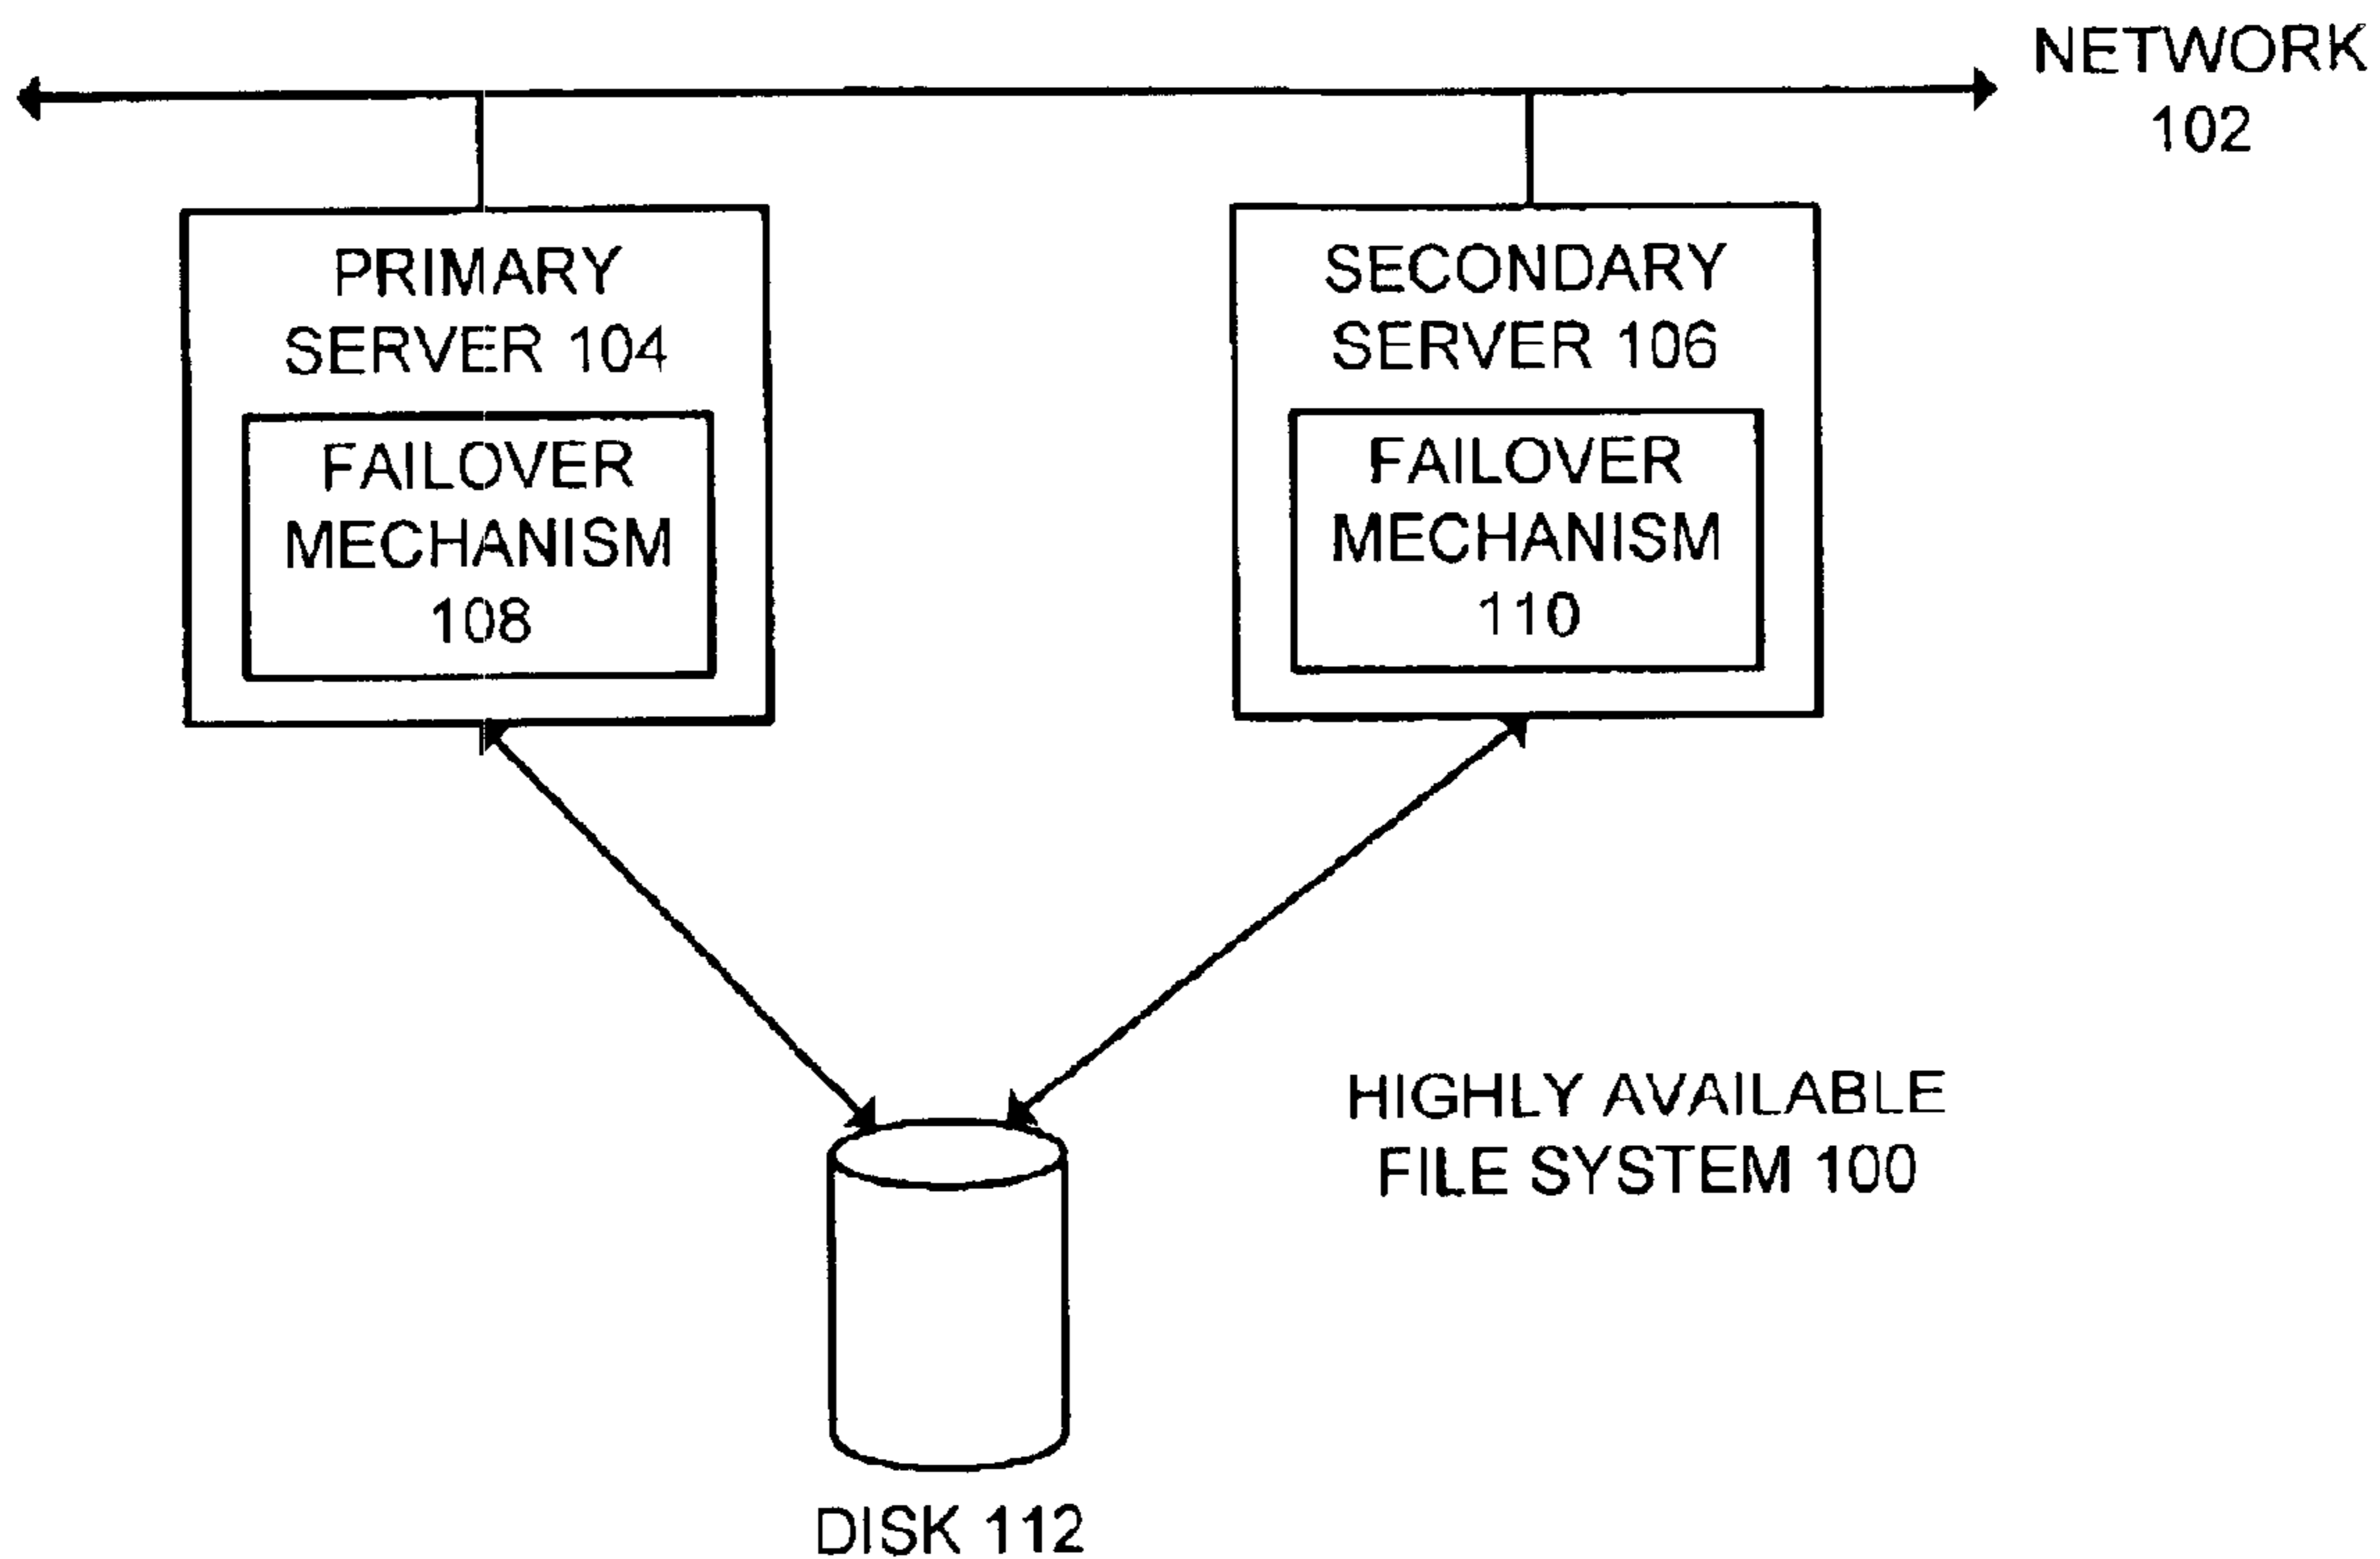 NETWORK
102
PRIMARY
SERVER 104
FAILOVER
MECHANISM
108
SECONDARY
SERVER 106
FAILOVER
MECHANISM
110
HIGHLY AVAILABLE
FILE SYSTEM 100
DISK 112